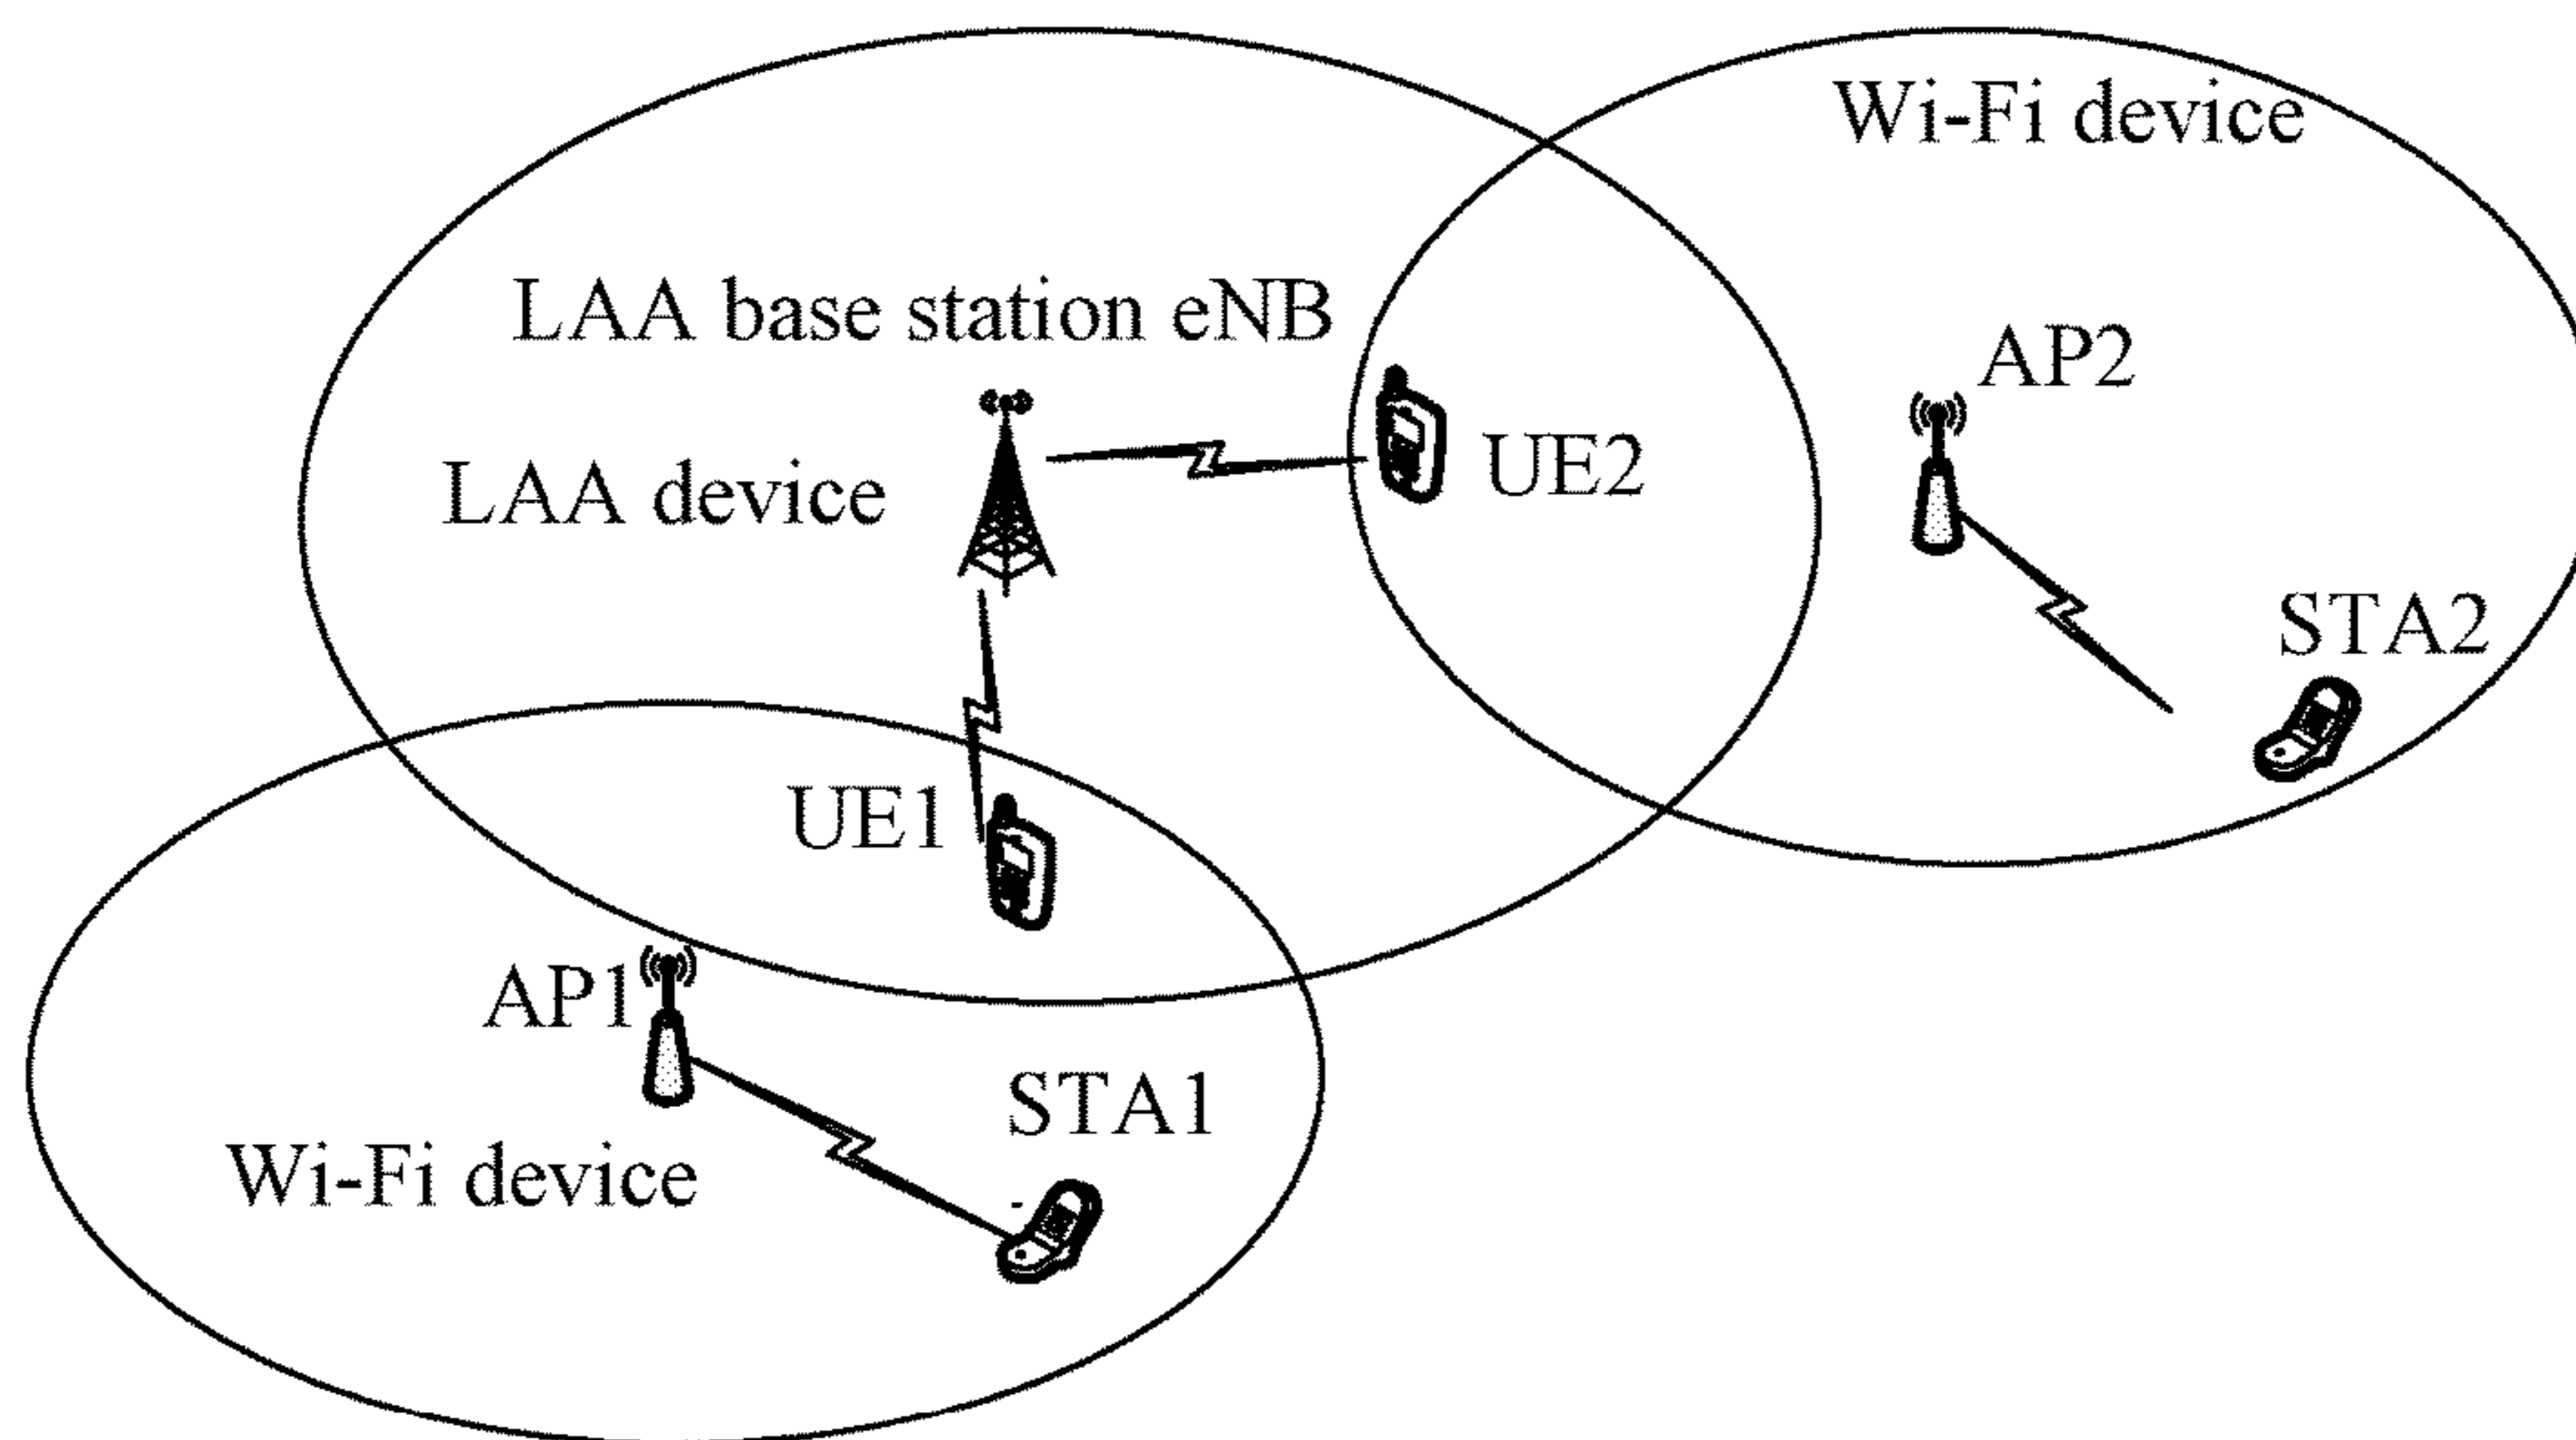 Wi-Fi device
LAA base station eNB
AP2
LAA device
UE2
STA2
UE1
AP1
STA1
Wi-Fi device